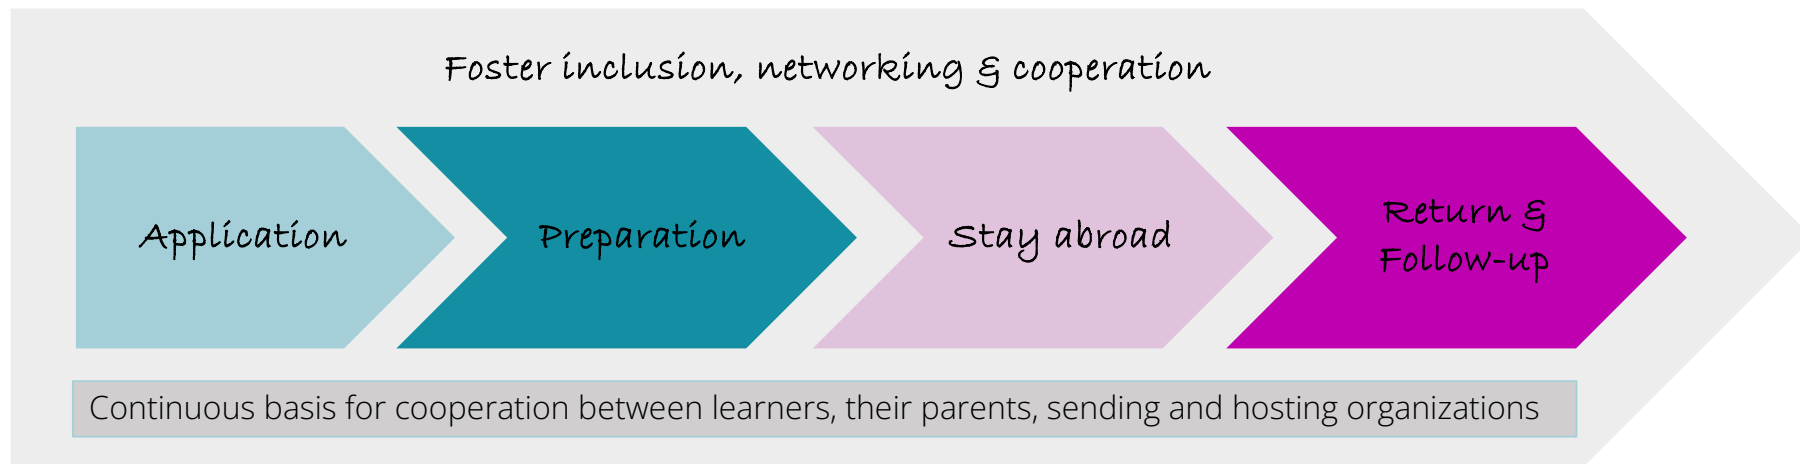 Foster inclusion, networking & cooperation
Application
Preparation
Stay abroad
Return &
Follow-up
Continuous basis for cooperation between learners, their parents, sending and hosting organizations